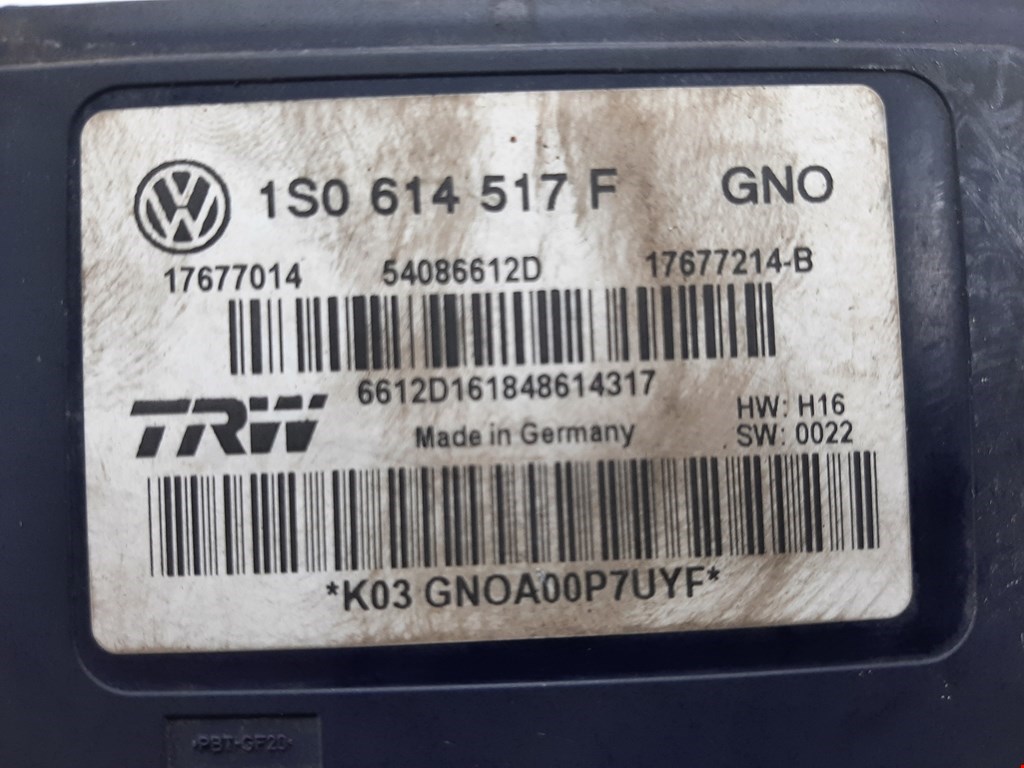 1S0 614 517 F GNO
17677014 54086612D 17677214-B
6612D161848614317
TRW
Made in Germany
HW: H16
SW: 0022
*K03 GNOA00P7UYF*
>PBT-GF20<